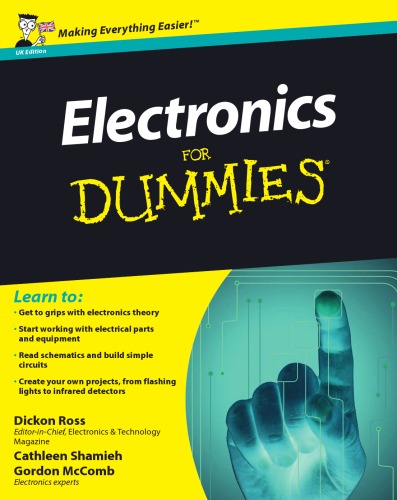 Making Everything Easier!™
UK Edition
Electronics
FOR
DUMMIES®
Learn to:
• Get to grips with electronics theory
• Start working with electrical parts
and equipment
• Read schematics and build simple
circuits
• Create your own projects, from flashing
lights to infrared detectors
Dickon Ross
Editor-in-Chief, Electronics & Technology
Magazine
Cathleen Shamieh
Gordon McComb
Electronics experts